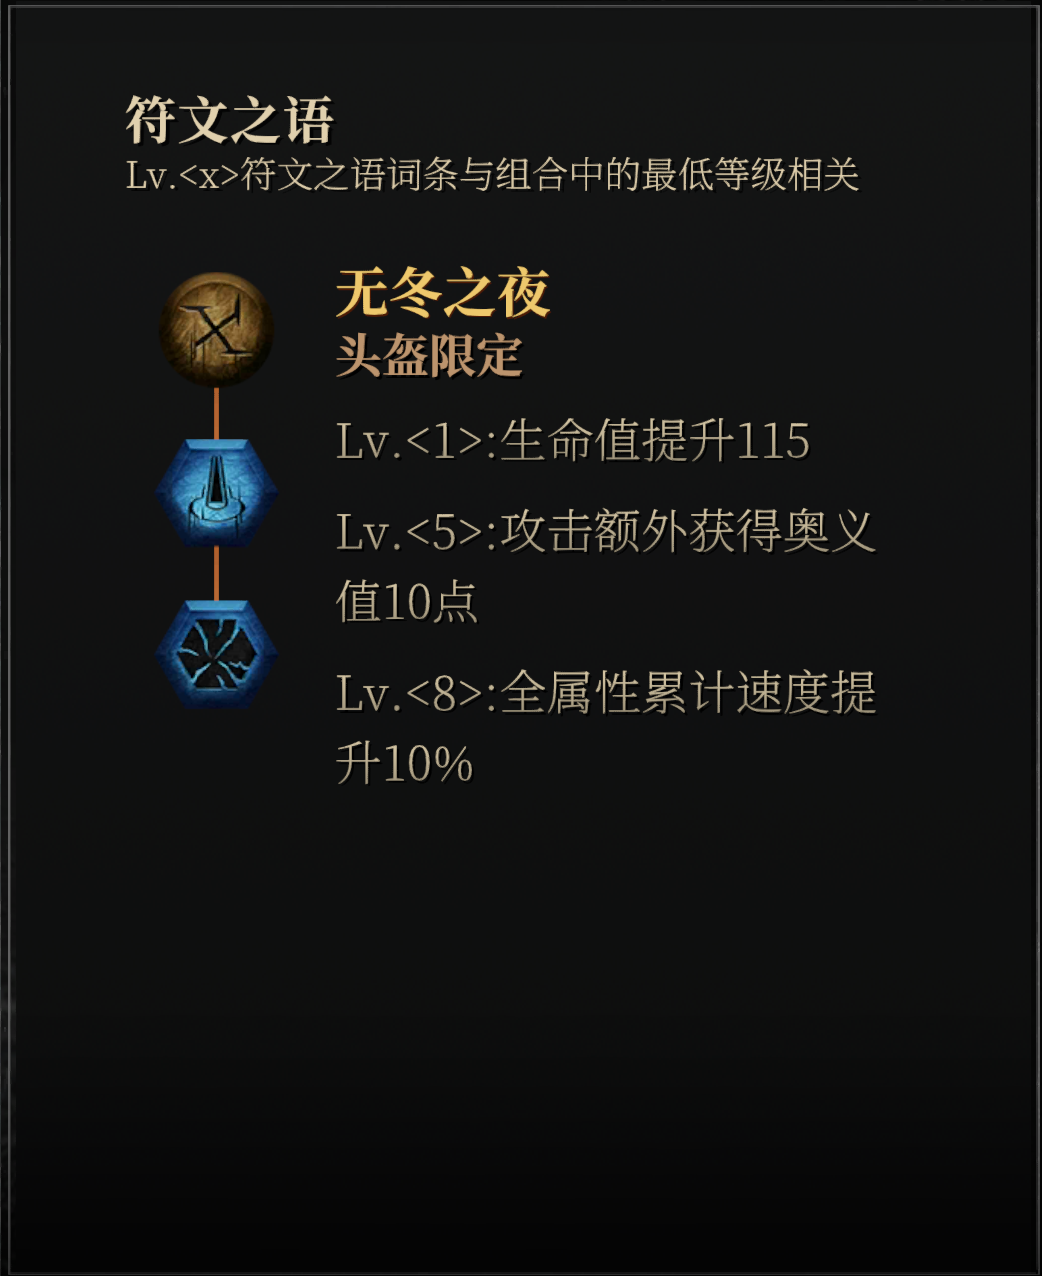 符文之语
Lv.<x>符文之语词条与组合中的最低等级相关
无冬之夜
头盔限定
Lv.<1>:生命值提升115
Lv.<5>:攻击额外获得奥义
值10点
Lv.<8>:全属性累计速度提
升10%